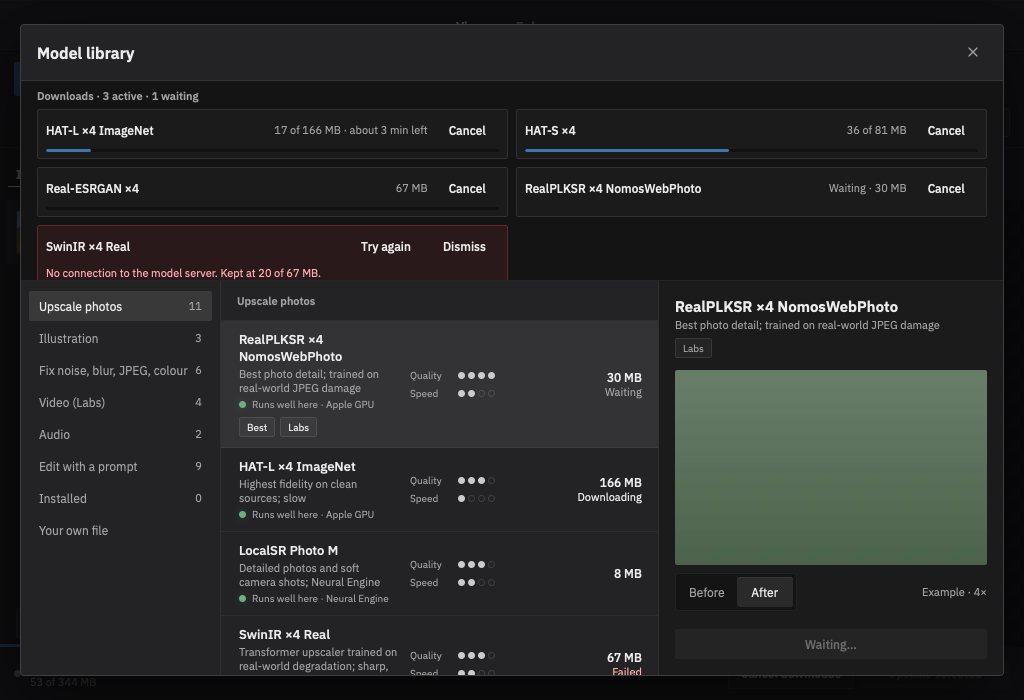 Model library
Downloads · 3 active · 1 waiting
HAT-L ×4 ImageNet
17 of 166 MB · about 3 min left
Cancel
HAT-S ×4
36 of 81 MB
Cancel
Real-ESRGAN ×4
67 MB
Cancel
RealPLKSR ×4 NomosWebPhoto
Waiting · 30 MB
Cancel
SwinIR ×4 Real
Try again
Dismiss
No connection to the model server. Kept at 20 of 67 MB.
Upscale photos 11
Illustration 3
Fix noise, blur, JPEG, colour 6
Video (Labs) 4
Audio 2
Edit with a prompt 9
Installed 0
Your own file
Upscale photos
RealPLKSR ×4
NomosWebPhoto
Best photo detail; trained on
real-world JPEG damage
Runs well here · Apple GPU
Best
Labs
Quality
Speed
30 MB
Waiting
HAT-L ×4 ImageNet
Highest fidelity on clean
sources; slow
Runs well here · Apple GPU
Quality
Speed
166 MB
Downloading
LocalSR Photo M
Detailed photos and soft
camera shots; Neural Engine
Runs well here · Neural Engine
Quality
Speed
8 MB
SwinIR ×4 Real
Transformer upscaler trained on
real-world degradation; sharp,
Quality
Speed
67 MB
Failed
RealPLKSR ×4 NomosWebPhoto
Best photo detail; trained on real-world JPEG damage
Labs
Before
After
Example · 4×
Waiting…
53 of 344 MB
Cancel downloads